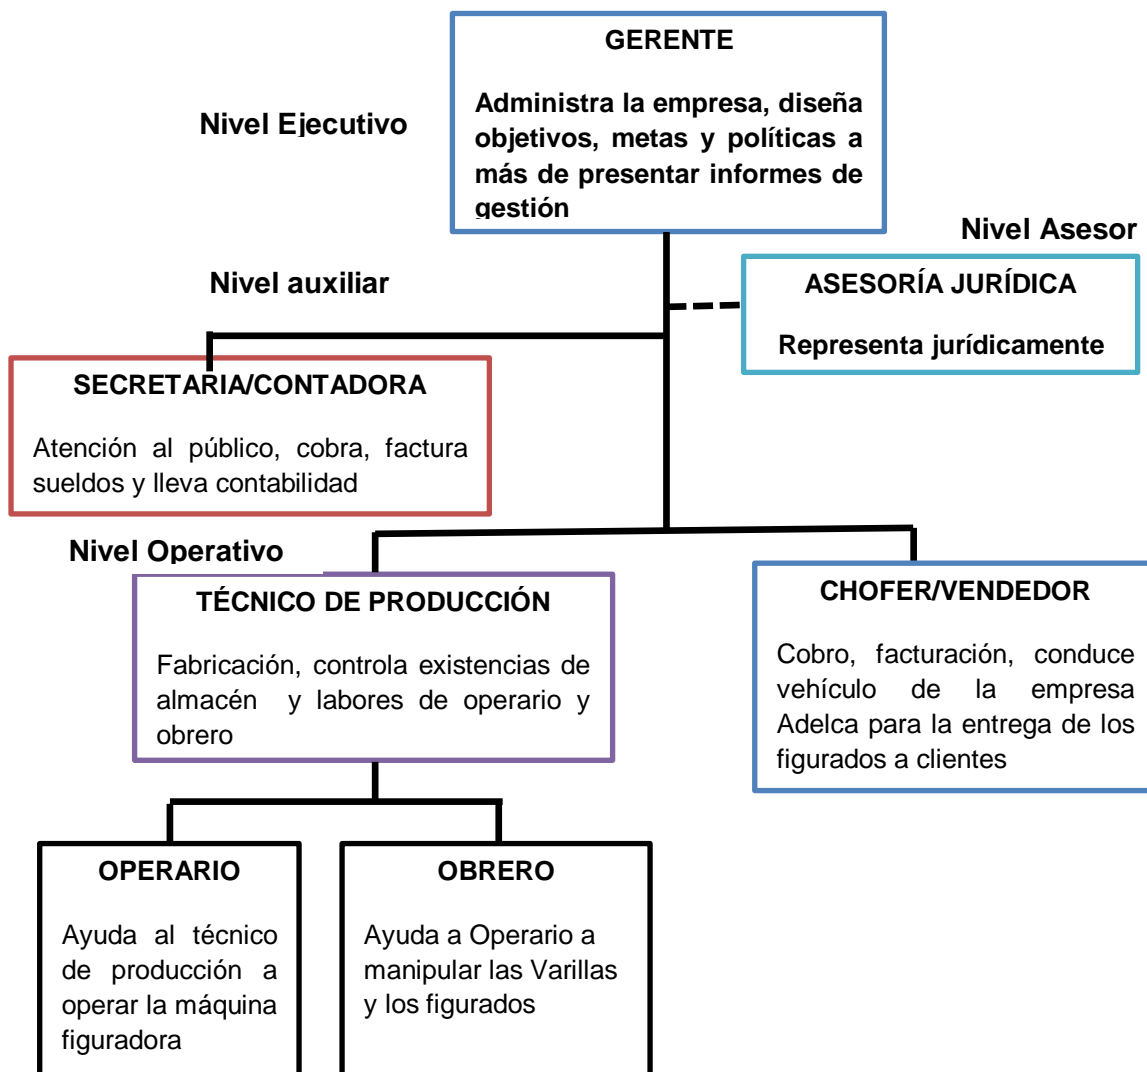 GERENTE
Nivel Ejecutivo
Administra la empresa, diseña
objetivos, metas y políticas a
más de presentar informes de
gestión
Nivel Asesor
ASESORÍA JURÍDICA
Representa jurídicamente
Nivel auxiliar
SECRETARIA/CONTADORA
Atención al público, cobra, factura
sueldos y lleva contabilidad
Nivel Operativo
TÉCNICO DE PRODUCCIÓN
Fabricación, controla existencias de
almacén y labores de operario y
obrero
CHOFER/VENDEDOR
Cobro, facturación, conduce
vehículo de la empresa
Adelca para la entrega de los
figurados a clientes
OPERARIO
Ayuda al técnico
de producción a
operar la máquina
figuradora
OBRERO
Ayuda a Operario a
manipular las Varillas
y los figurados